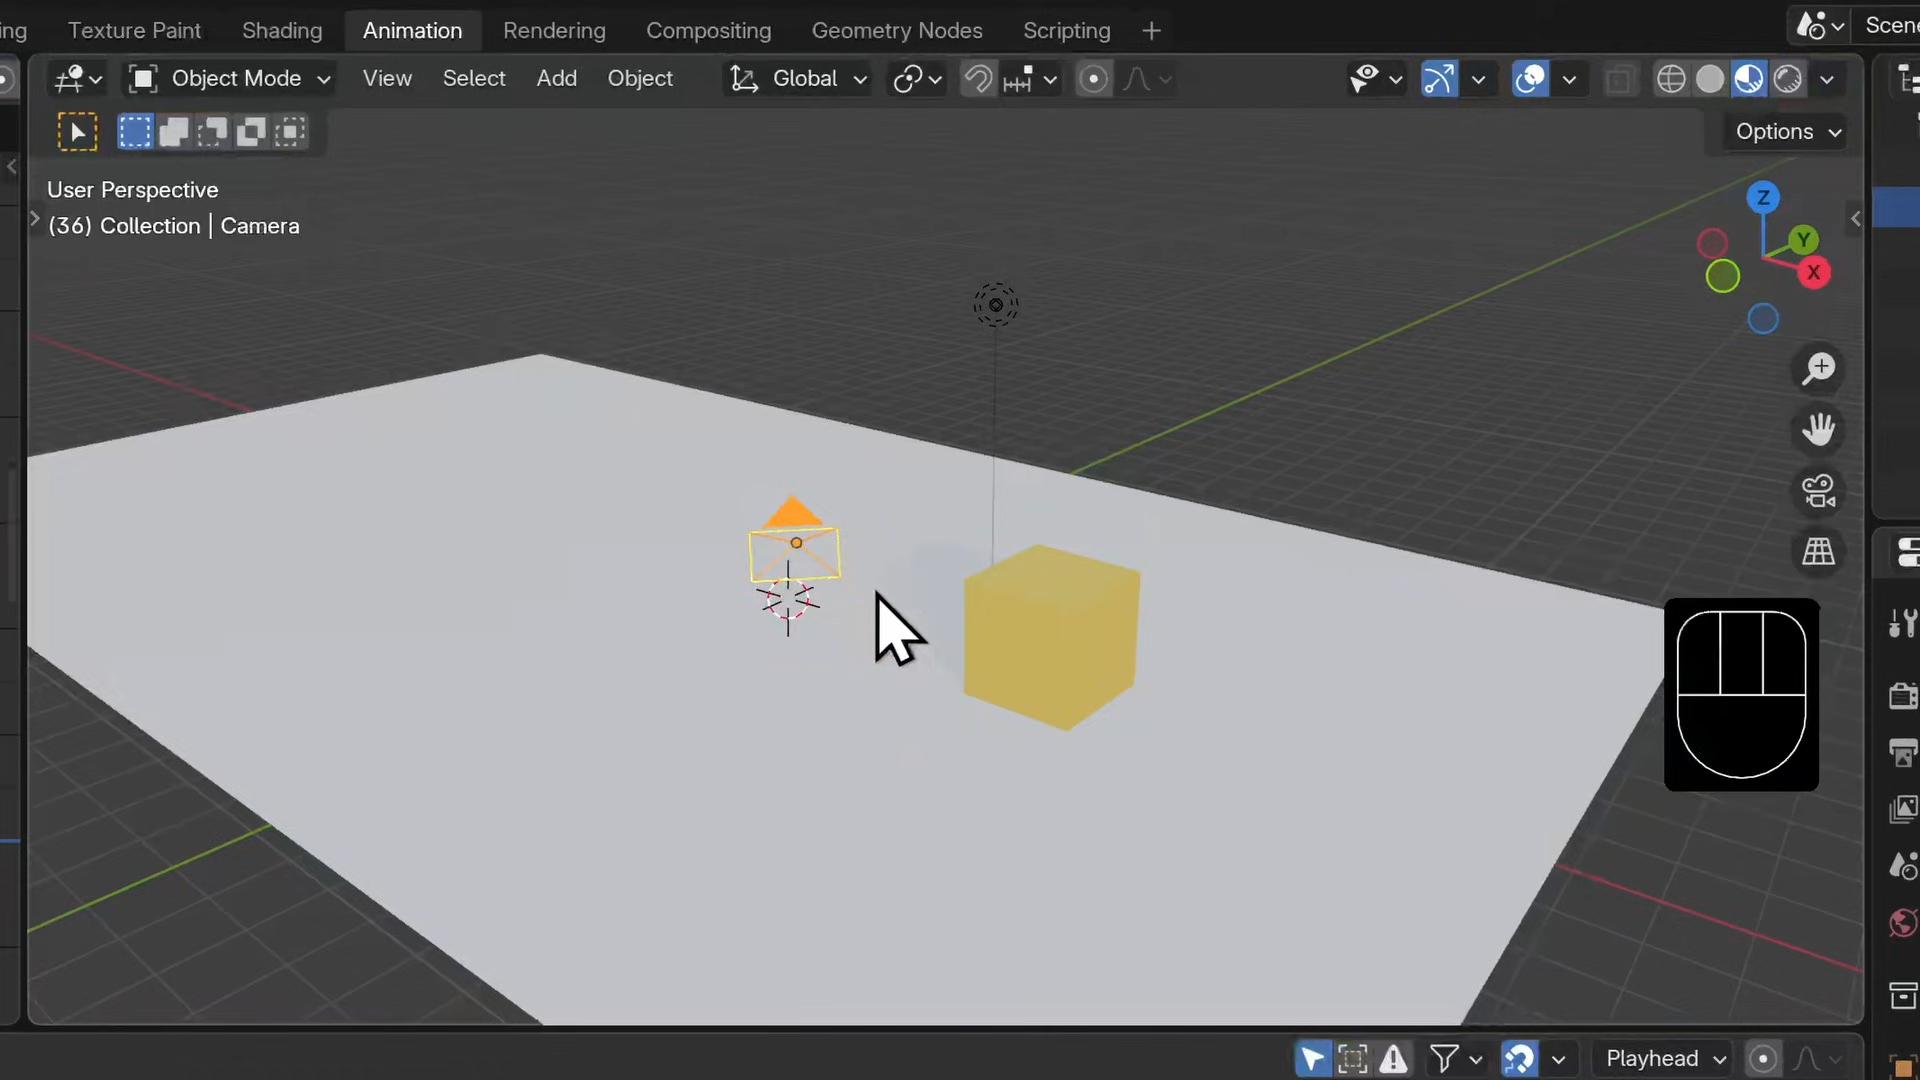 ing Texture Paint Shading Animation Rendering Compositing Geometry Nodes Scripting + Scene
Object Mode View Select Add Object Global
Options
User Perspective
(36) Collection | Camera
Z
Y
X
Playhead